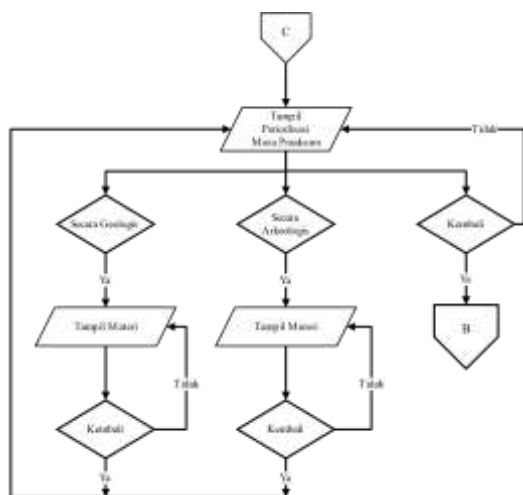 C
Tampil
Periodisasi
Masa Praaksara
Tidak
Secara Geologis
Secara
Arkeologis
Kembali
Ya
Ya
Ya
Tampil Materi
Tampil Materi
B
Tidak
Tidak
Kembali
Kembali
Ya
Ya